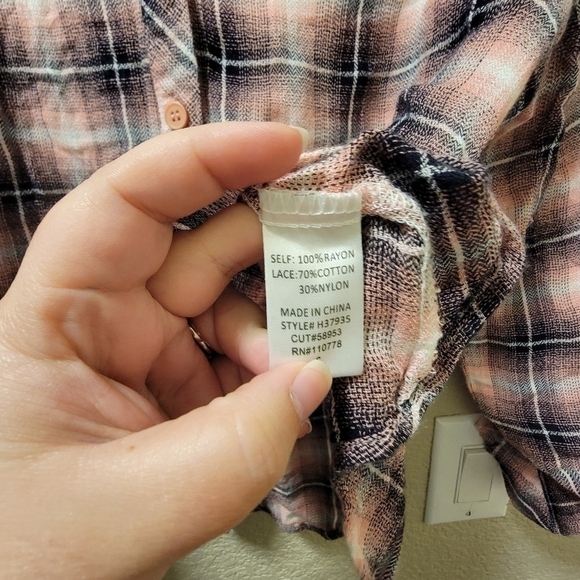 SELF: 100%RAYON
LACE:70%COTTON
30%NYLON
MADE IN CHINA
STYLE# H37935
CUT#58953
RN#110778